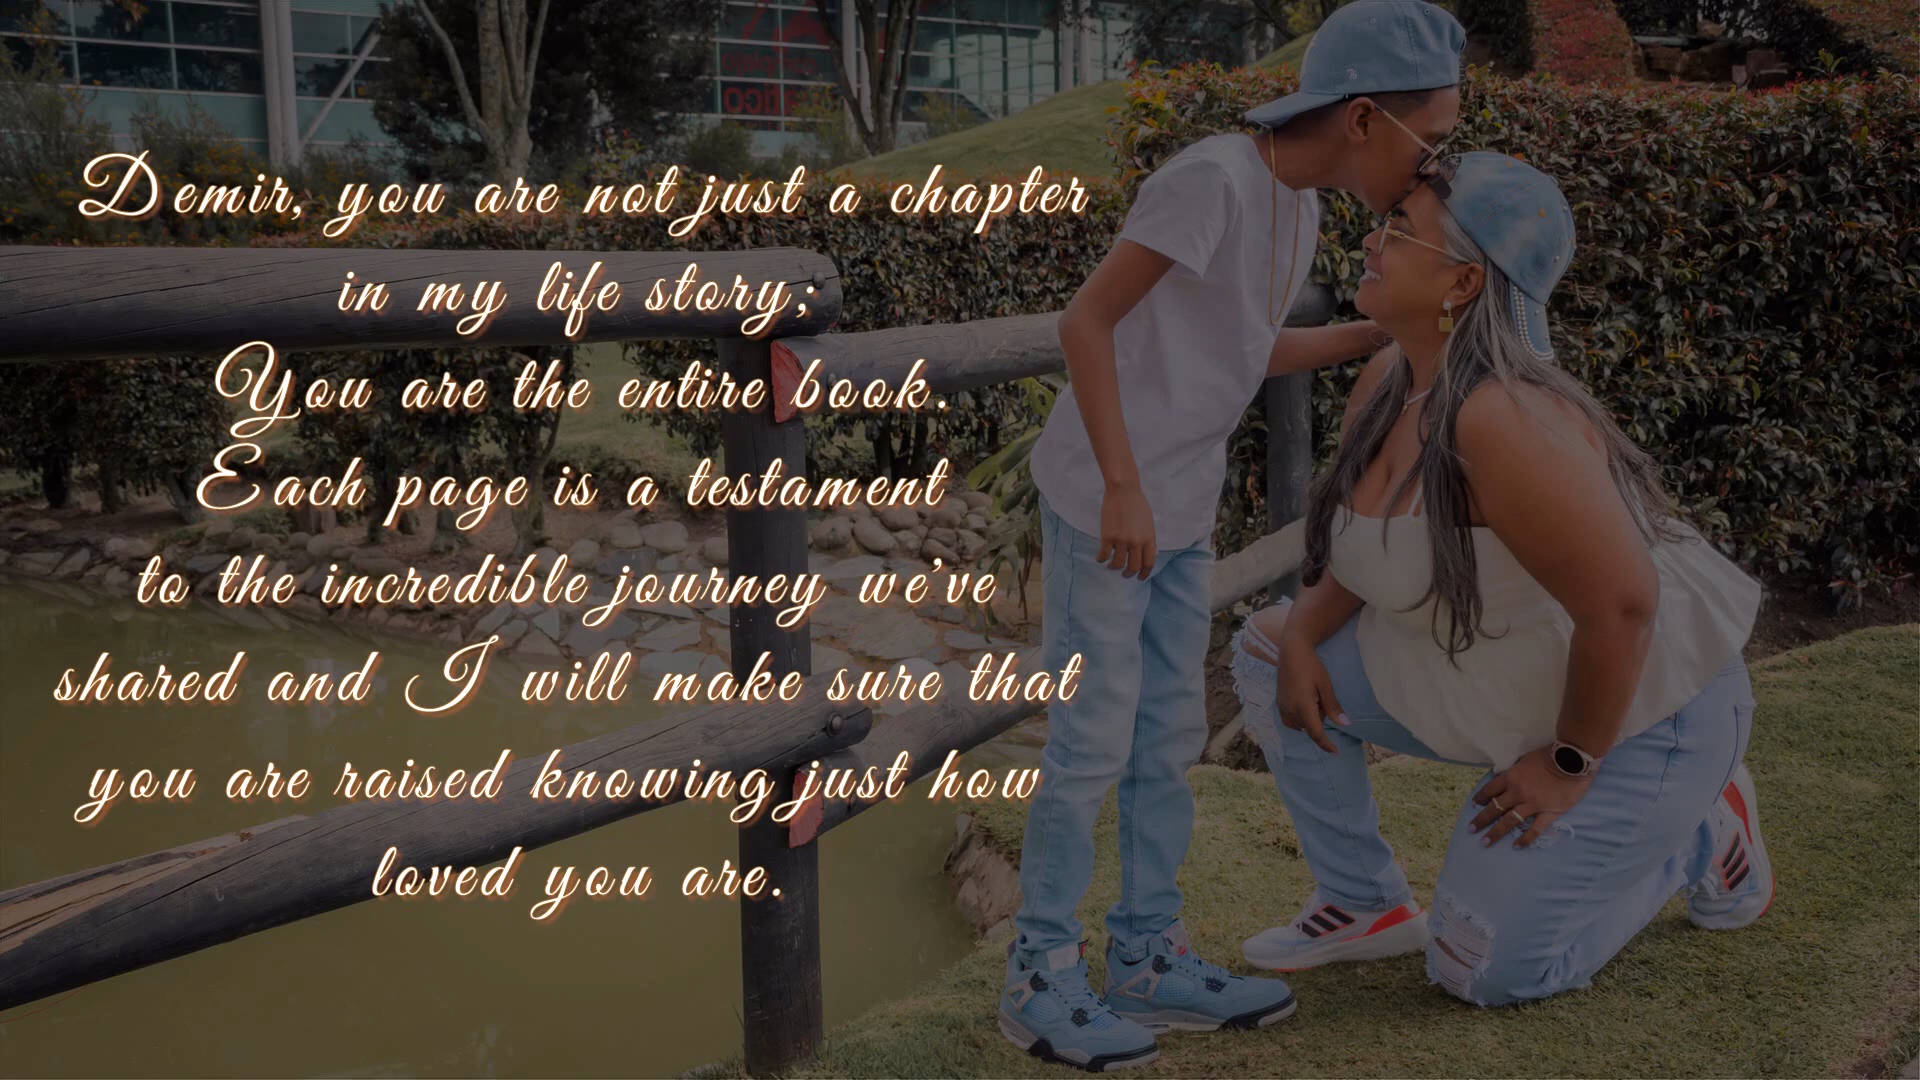 Demir, you are not just a chapter
in my life story;
You are the entire book.
Each page is a testament
to the incredible journey we've
shared and I will make sure that
you are raised knowing just how
loved you are.